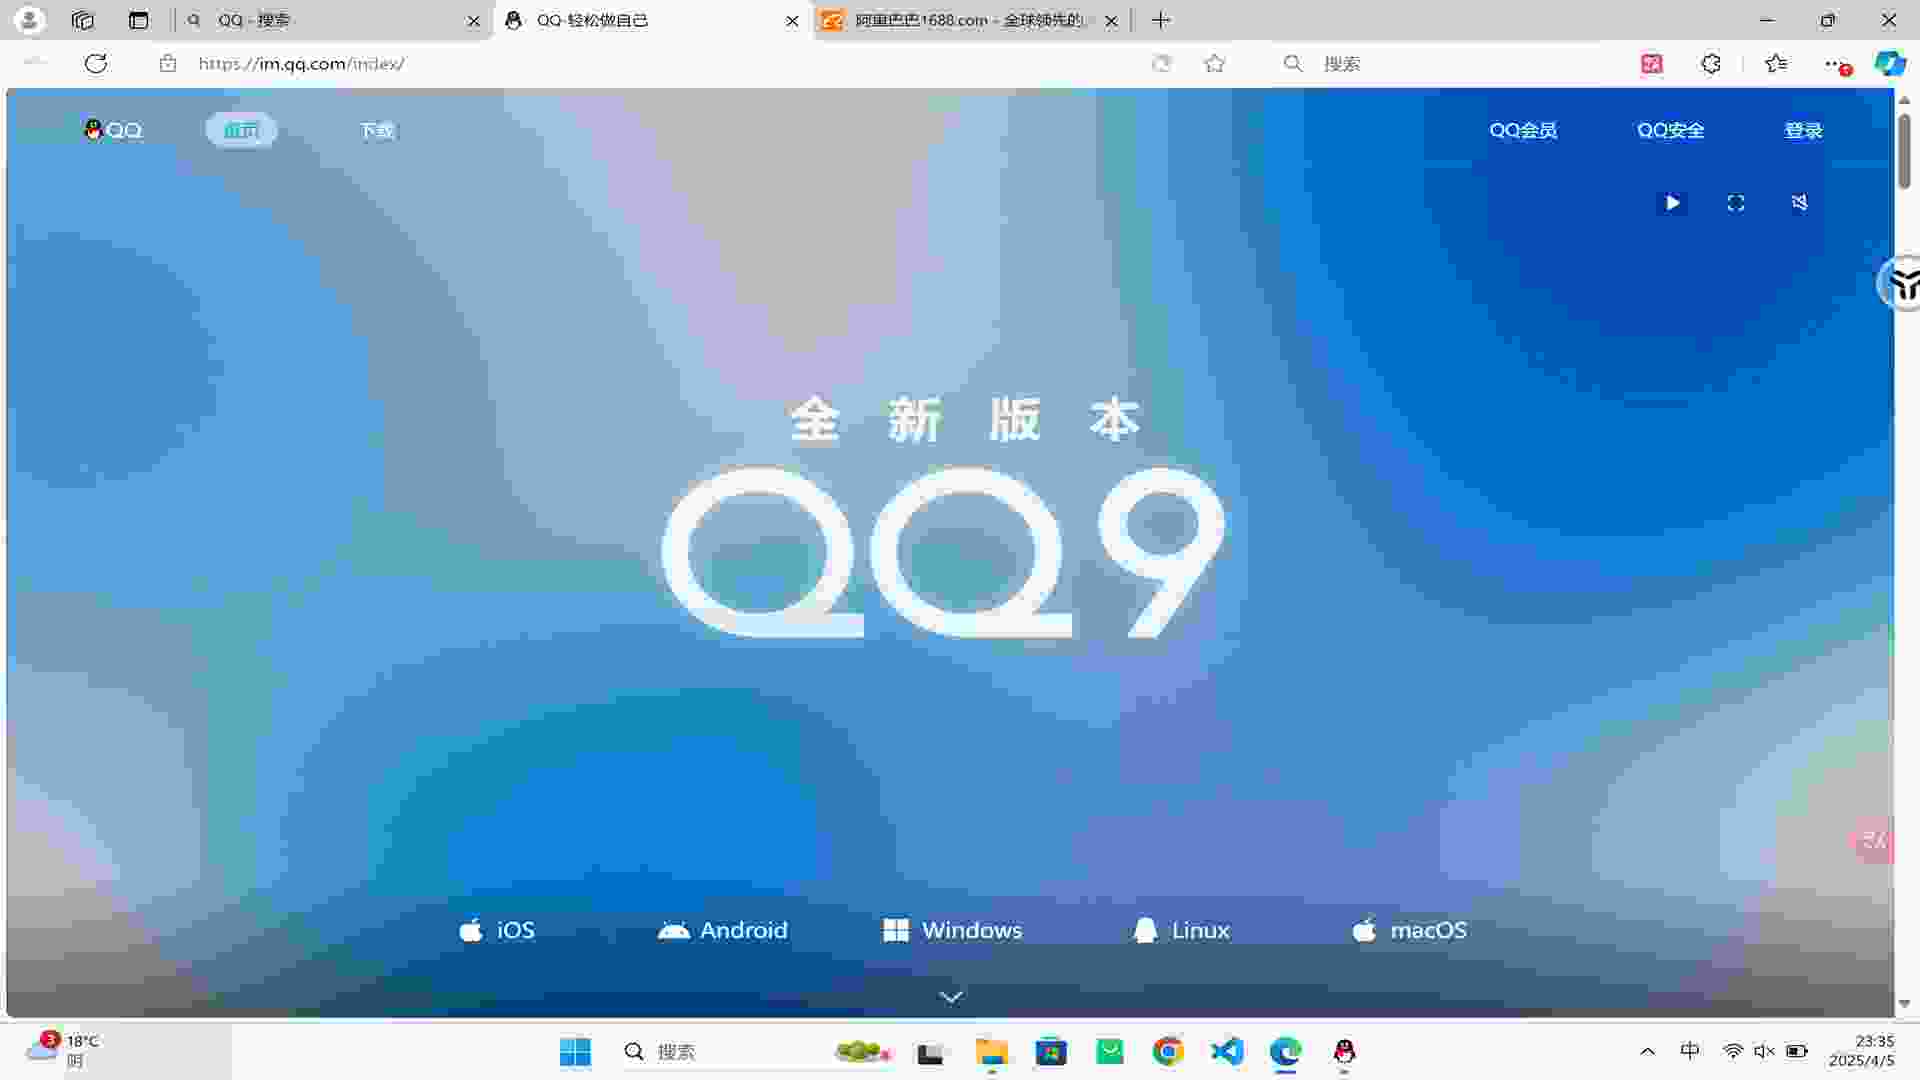 QQ - 搜索
QQ-轻松做自己
阿里巴巴1688.com - 全球领先的
https://im.qq.com/index/
搜索
QQ
首页
下载
QQ会员
QQ安全
登录
全新版本
QQ9
iOS
Android
Windows
Linux
macOS
3
18°C
阴
搜索
中
23:35
2025/4/5